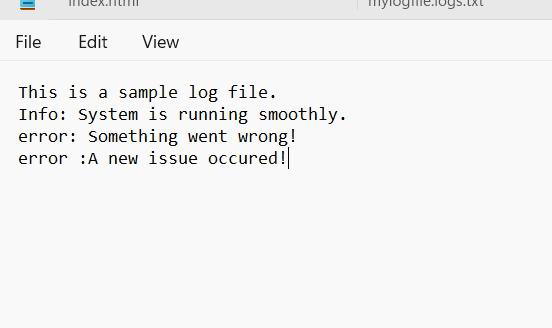 index.html mylogfile.logs.txt
File Edit View
This is a sample log file.
Info: System is running smoothly.
error: Something went wrong!
error :A new issue occured!